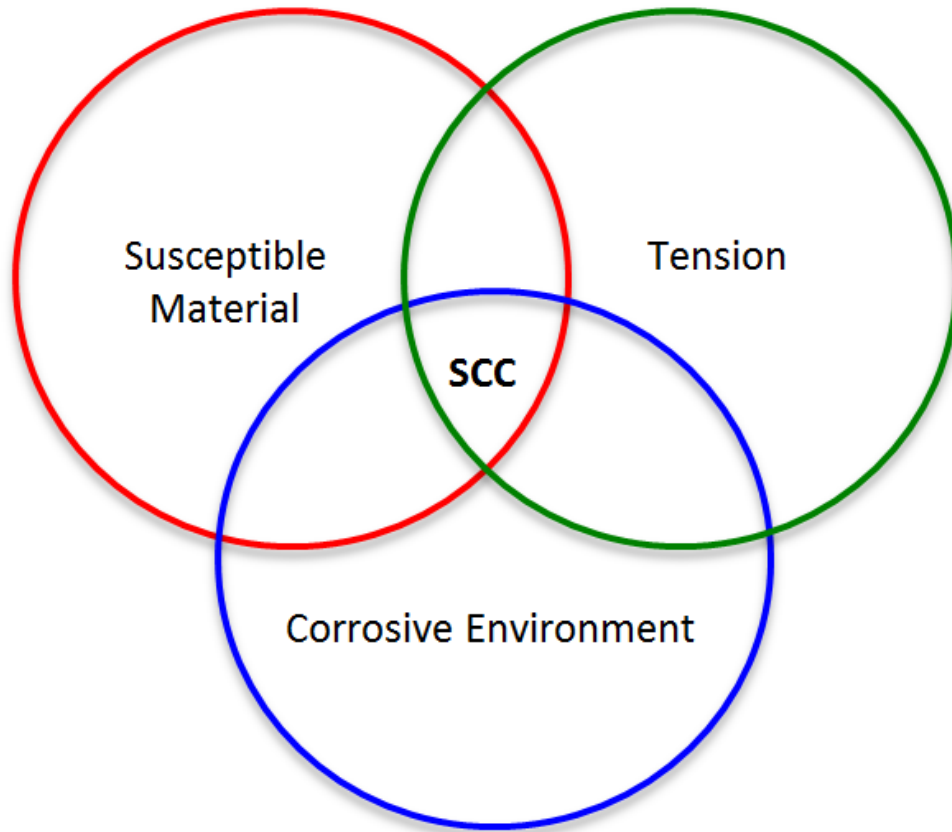 Susceptible
Material
Tension
SCC
Corrosive Environment